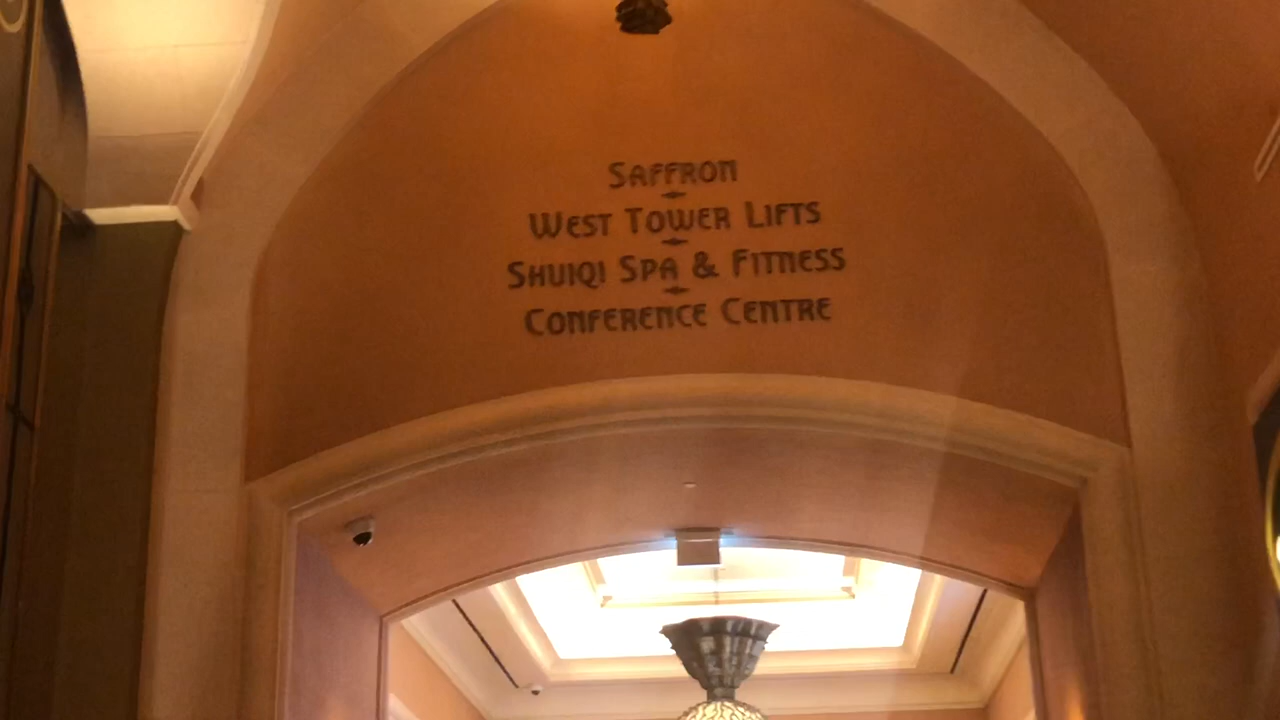 SAFFRON
WEST TOWER LIFTS
SHUIQI SPA & FITNESS
CONFERENCE CENTRE